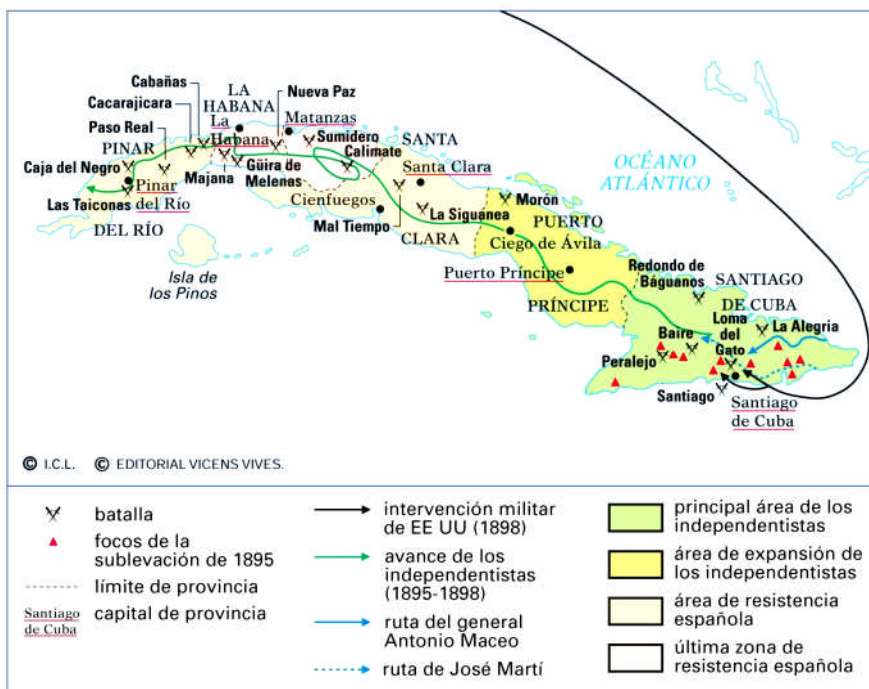 Cabañas
Cacarajicara
Paso Real
PINAR
Caja del Negro
Las Taiconas
Pinar
del Río
DEL RÍO
LA
HABANA
La
Habana
Majana
Güira de
Melenas
Nueva Paz
Matanzas
Sumidero
Calimate
SANTA
Santa Clara
Cienfuegos
Mal Tiempo
La Siguanea
CLARA
Isla de
los Pinos
Morón
PUERTO
Ciego de Ávila
Puerto Príncipe
PRÍNCIPE
OCÉANO
ATLÁNTICO
Redondo de
Báguanos
SANTIAGO
DE CUBA
Loma
del
Gato
La Alegria
Baire
Peralejo
Santiago
Santiago
de Cuba
© I.C.L. © EDITORIAL VICENS VIVES.
batalla
focos de la
sublevación de 1895
límite de provincia
Santiago
de Cuba
capital de provincia
intervención militar
de EE UU (1898)
avance de los
independentistas
(1895-1898)
ruta del general
Antonio Maceo
ruta de José Martí
principal área de los
independentistas
área de expansión de
los independentistas
área de resistencia
española
última zona de
resistencia española